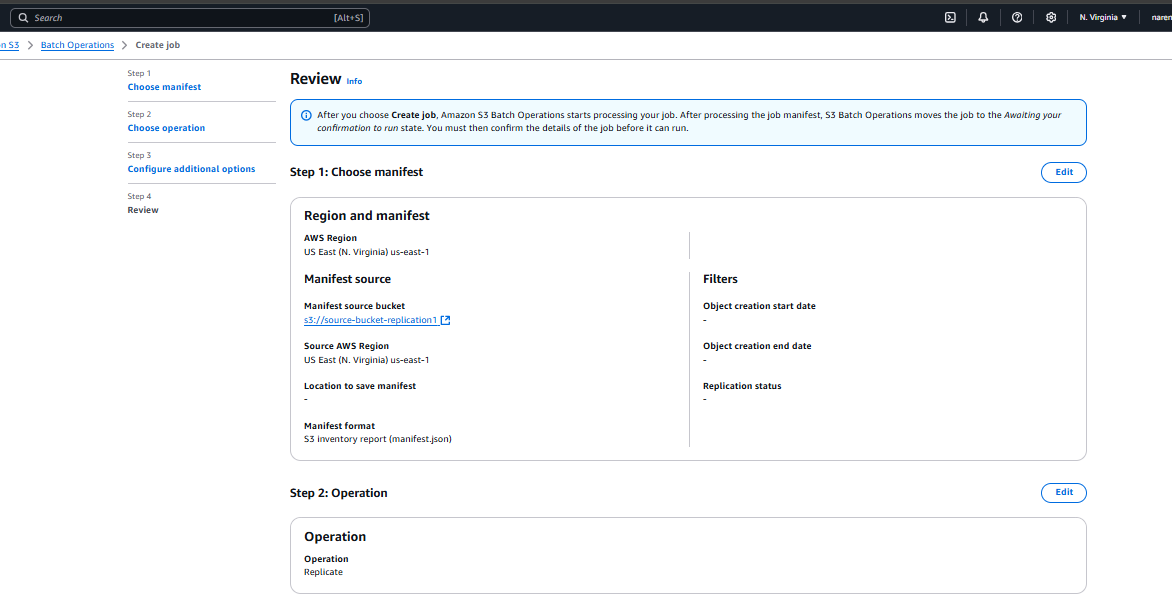 Search [Alt+S] N. Virginia naren
n S3 Batch Operations Create job
Step 1
Choose manifest
Step 2
Choose operation
Step 3
Configure additional options
Step 4
Review
Review Info
After you choose Create job, Amazon S3 Batch Operations starts processing your job. After processing the job manifest, S3 Batch Operations moves the job to the Awaiting your
confirmation to run state. You must then confirm the details of the job before it can run.
Step 1: Choose manifest Edit
Region and manifest
AWS Region
US East (N. Virginia) us-east-1
Manifest source
Manifest source bucket
s3://source-bucket-replication1
Source AWS Region
US East (N. Virginia) us-east-1
Location to save manifest
-
Manifest format
S3 inventory report (manifest.json)
Filters
Object creation start date
-
Object creation end date
-
Replication status
-
Step 2: Operation Edit
Operation
Operation
Replicate